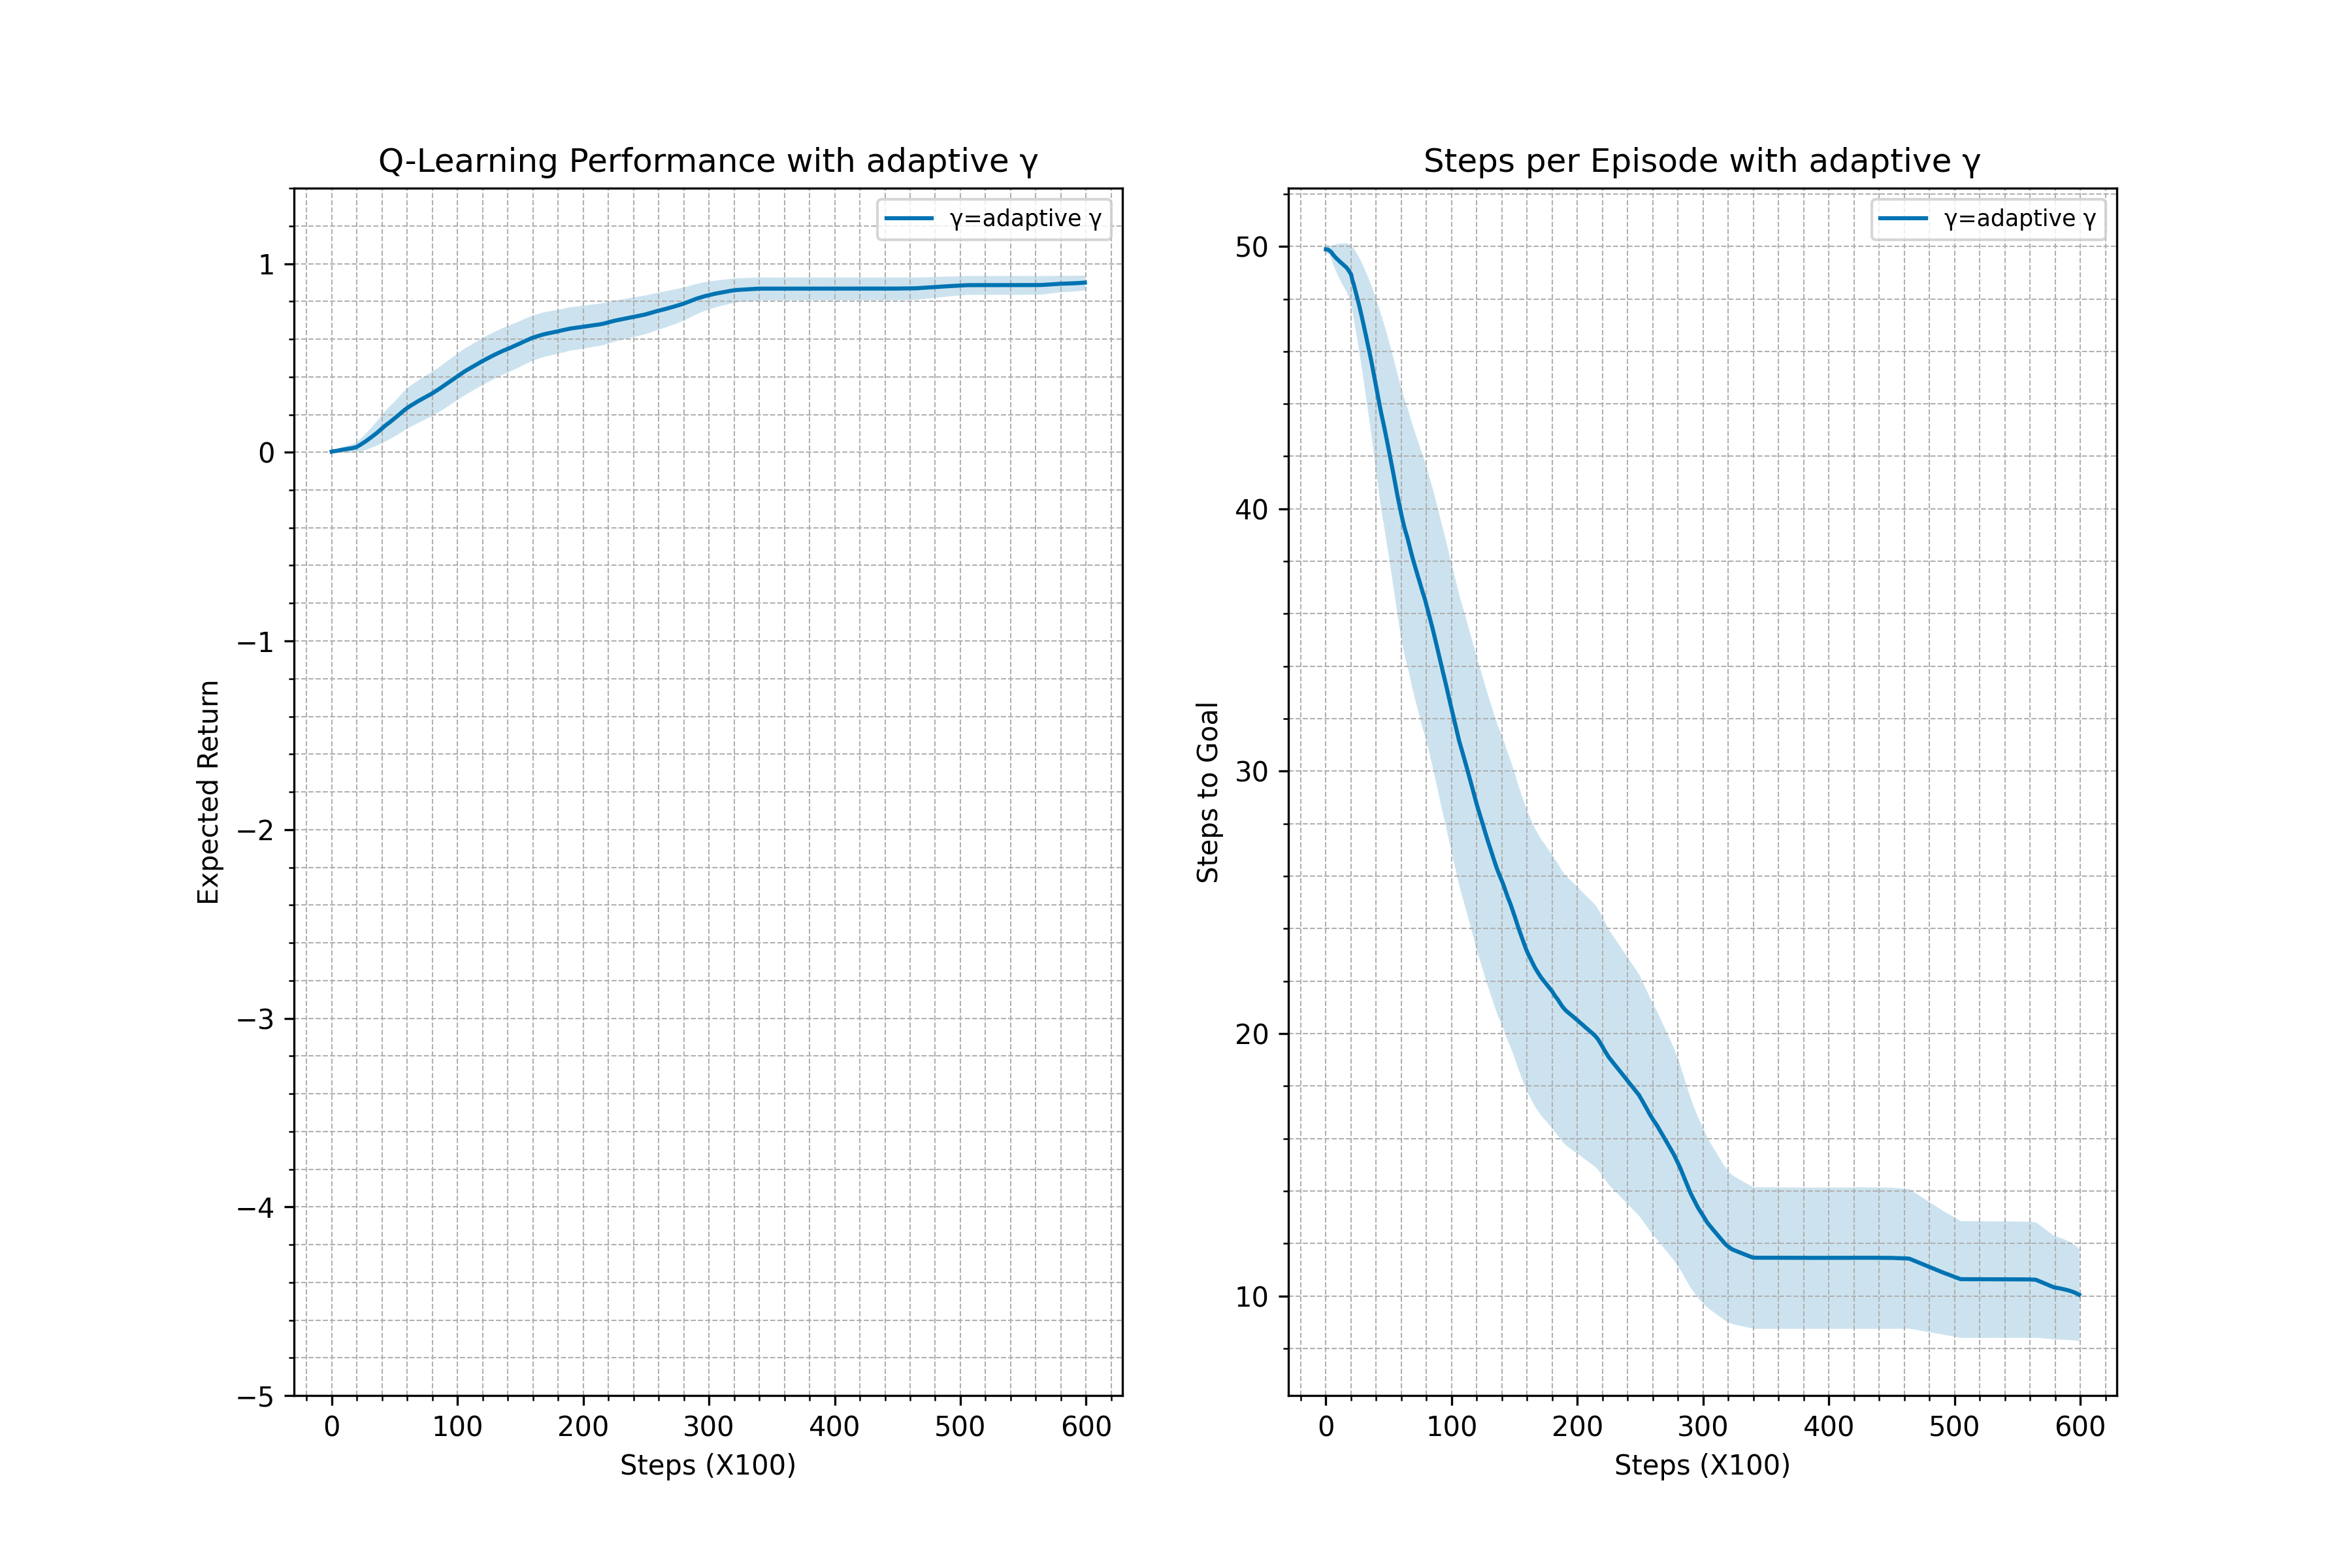 Q-Learning Performance with adaptive γ
γ=adaptive γ
1
0
−1
−2
−3
−4
−5
Expected Return
0 100 200 300 400 500 600
Steps (X100)
Steps per Episode with adaptive γ
γ=adaptive γ
50
40
30
20
10
Steps to Goal
0 100 200 300 400 500 600
Steps (X100)